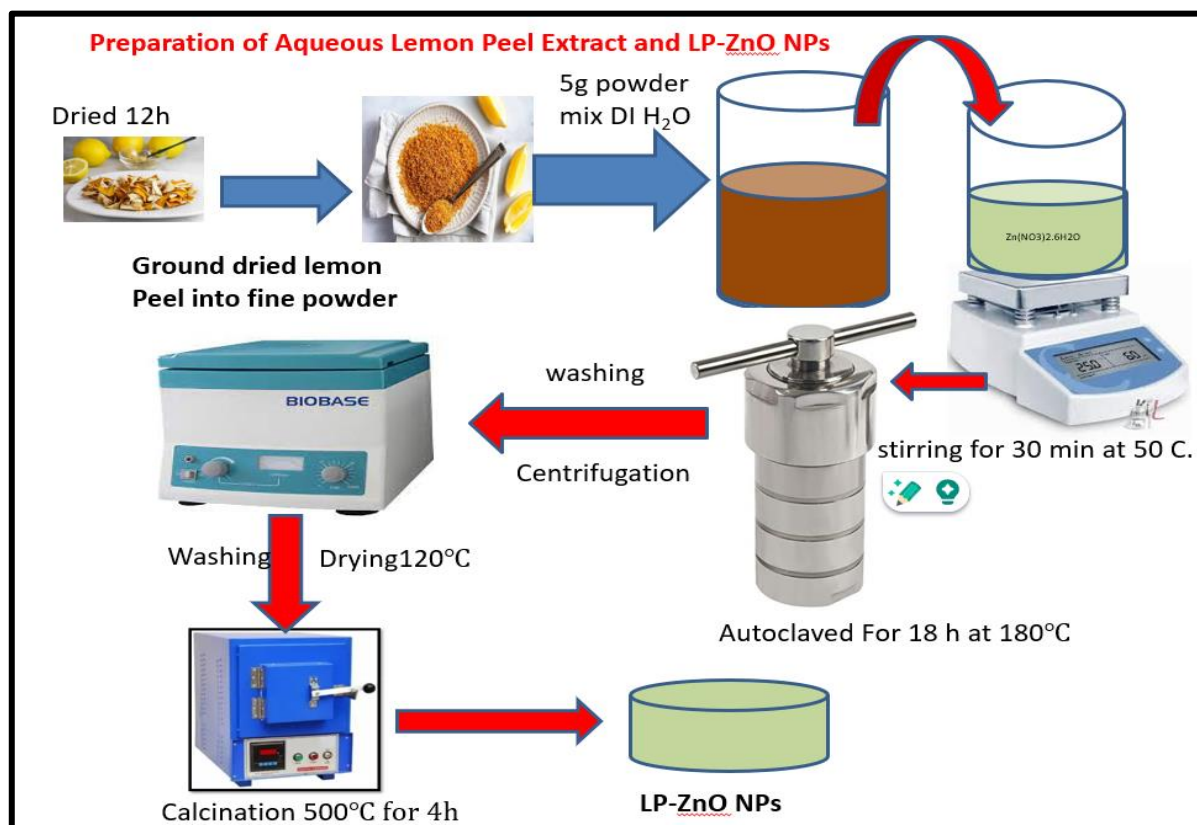 Preparation of Aqueous Lemon Peel Extract and LP-ZnO NPs
Dried 12h
5g powder
mix DI H₂O
Zn(NO3)2.6H2O
Ground dried lemon
Peel into fine powder
stirring for 30 min at 50 C.
Autoclaved For 18 h at 180℃
washing
Centrifugation
BIOBASE
Washing
Drying120℃
Calcination 500℃ for 4h
LP-ZnO NPs